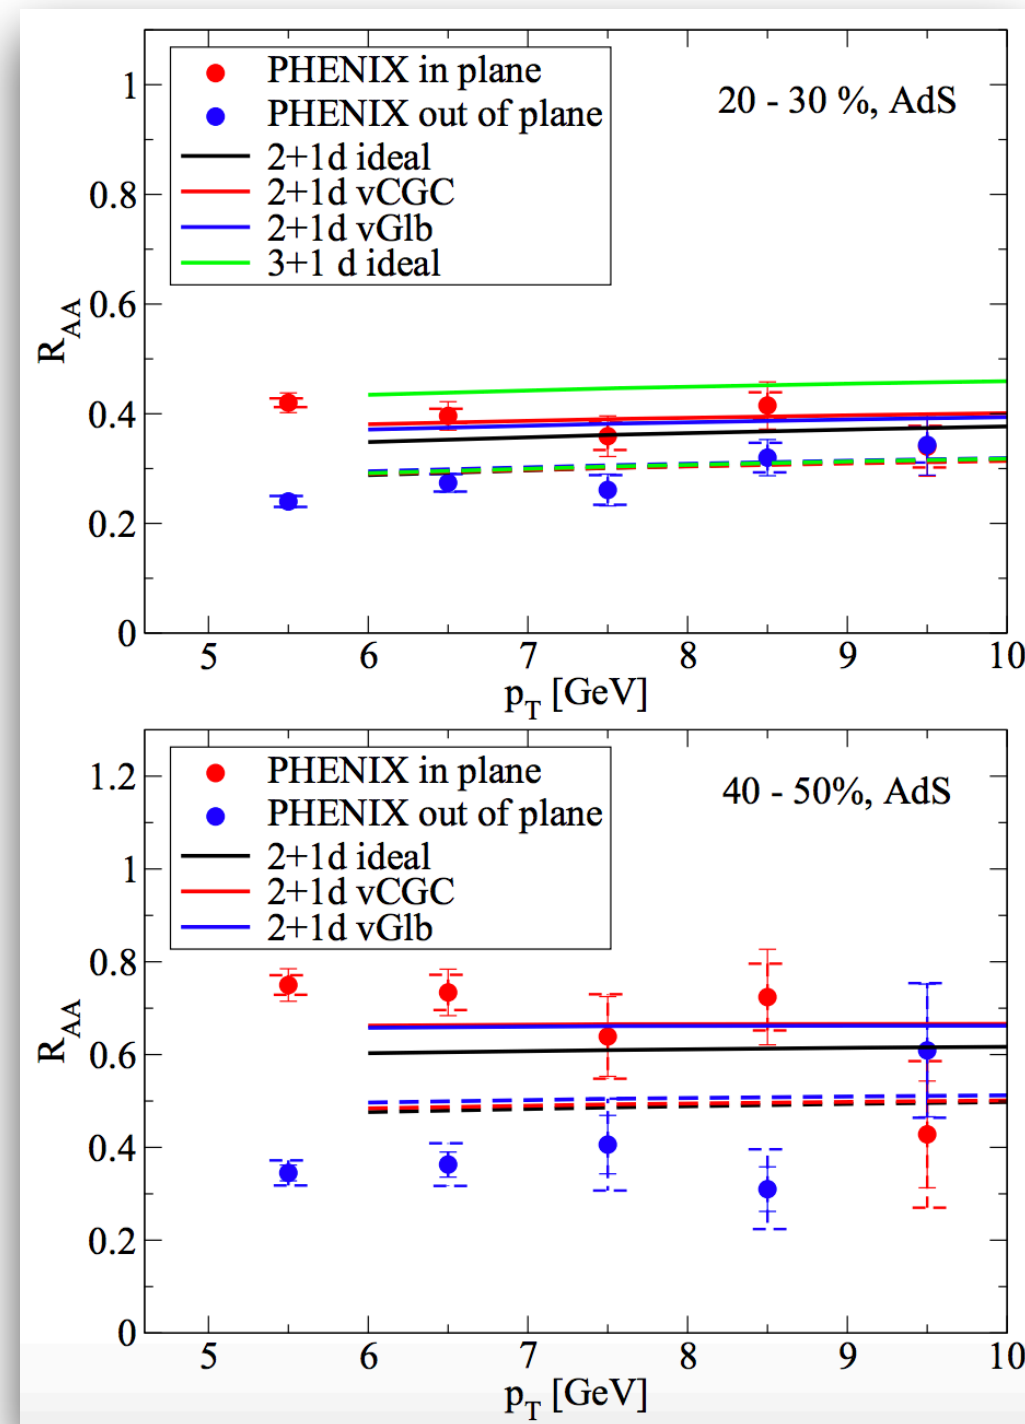 PHENIX in plane
PHENIX out of plane
2+1d ideal
2+1d vCGC
2+1d vGlb
3+1 d ideal
20 - 30 %, AdS
1
0.8
0.6
0.4
0.2
0
R_AA
5 6 7 8 9 10
p_T [GeV]
PHENIX in plane
PHENIX out of plane
2+1d ideal
2+1d vCGC
2+1d vGlb
40 - 50%, AdS
1.2
1
0.8
0.6
0.4
0.2
0
R_AA
5 6 7 8 9 10
p_T [GeV]